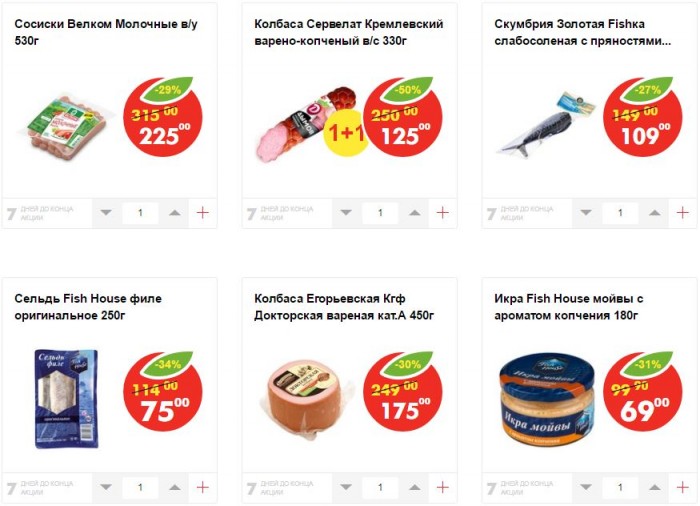 Сосиски Велком Молочные в/у
530г
-29%
315 00
225 00
7 ДНЕЙ ДО КОНЦА
АКЦИИ
1
+
Колбаса Сервелат Кремлевский
варено-копченый в/с 330г
-50%
250 00
1+1
125 00
7 ДНЕЙ ДО КОНЦА
АКЦИИ
1
+
Скумбрия Золотая Fishка
слабосоленая с пряностями...
-27%
149 00
109 00
7 ДНЕЙ ДО КОНЦА
АКЦИИ
1
+
Сельдь Fish House филе
оригинальное 250г
Сельдь
филе
-34%
114 00
75 00
7 ДНЕЙ ДО КОНЦА
АКЦИИ
1
+
Колбаса Егорьевская Кгф
Докторская вареная кат.А 450г
ДОКТОРСКАЯ
-30%
249 00
175 00
7 ДНЕЙ ДО КОНЦА
АКЦИИ
1
+
Икра Fish House мойвы с
ароматом копчения 180г
Икра мойвы
Икра мойвы
-31%
99 90
69 00
7 ДНЕЙ ДО КОНЦА
АКЦИИ
1
+